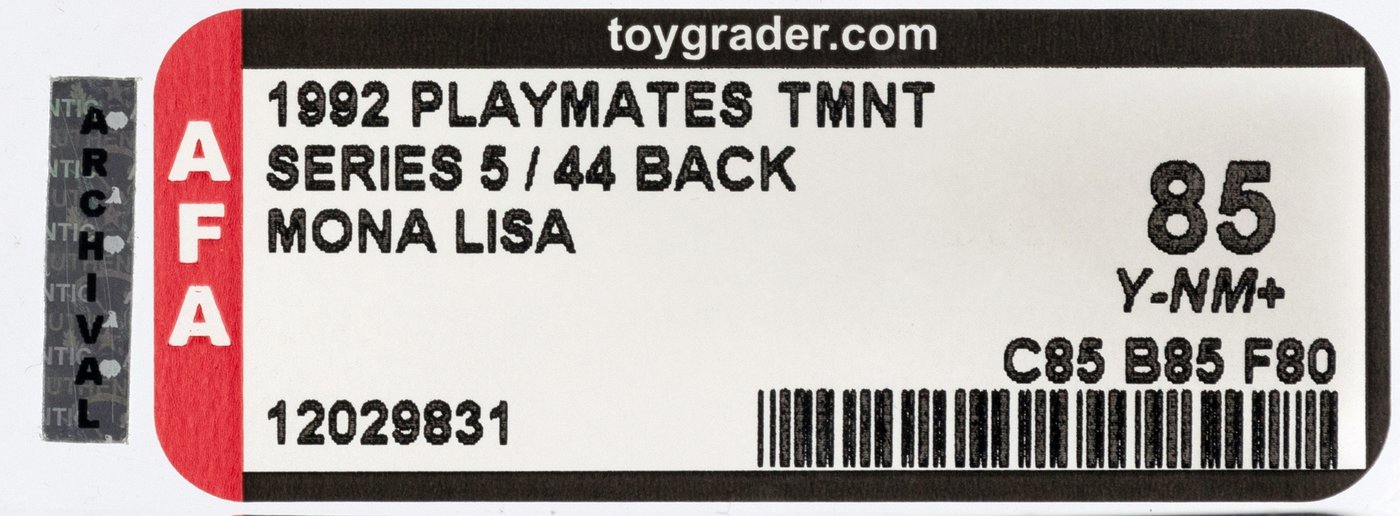 toygrader.com
ARCHIVAL
AFA
1992 PLAYMATES TMNT
SERIES 5 / 44 BACK
MONA LISA
85
Y-NM+
C85 B85 F80
12029831